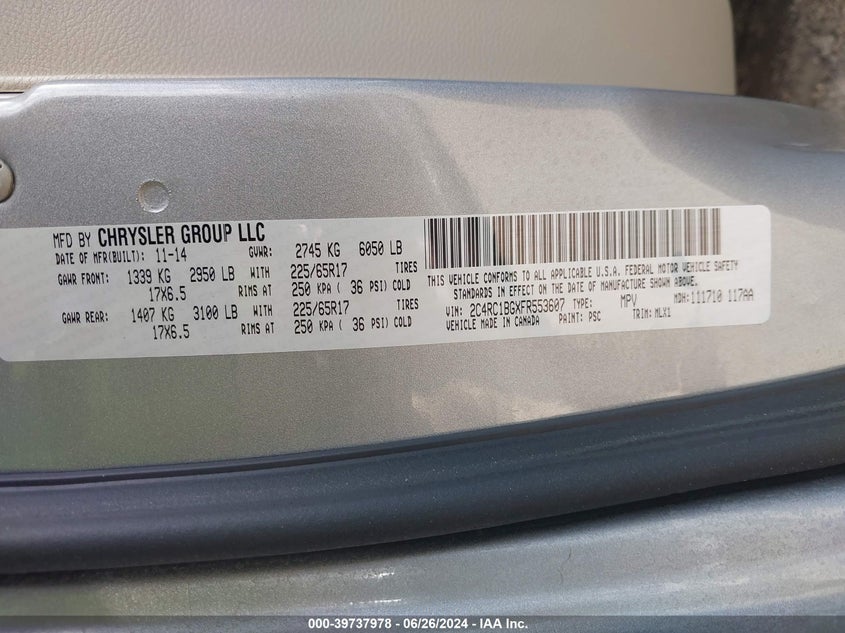 MFD BY CHRYSLER GROUP LLC
DATE OF MFR(BUILT): 11-14 GVWR: 2745 KG 6050 LB
GAWR FRONT: 1339 KG 2950 LB WITH 225/65R17 TIRES
17X6.5 RIMS AT 250 KPA ( 36 PSI) COLD
GAWR REAR: 1407 KG 3100 LB WITH 225/65R17 TIRES
17X6.5 RIMS AT 250 KPA ( 36 PSI) COLD
THIS VEHICLE CONFORMS TO ALL APPLICABLE U.S.A. FEDERAL MOTOR VEHICLE SAFETY
STANDARDS IN EFFECT ON THE DATE OF MANUFACTURE SHOWN ABOVE.
VIN: 2C4RC1BGXFR553607 TYPE: MPV MDH: 111710 117AA
VEHICLE MADE IN CANADA PAINT: PSC TRIM: MLX1
000-39737978 - 06/26/2024 - IAA Inc.